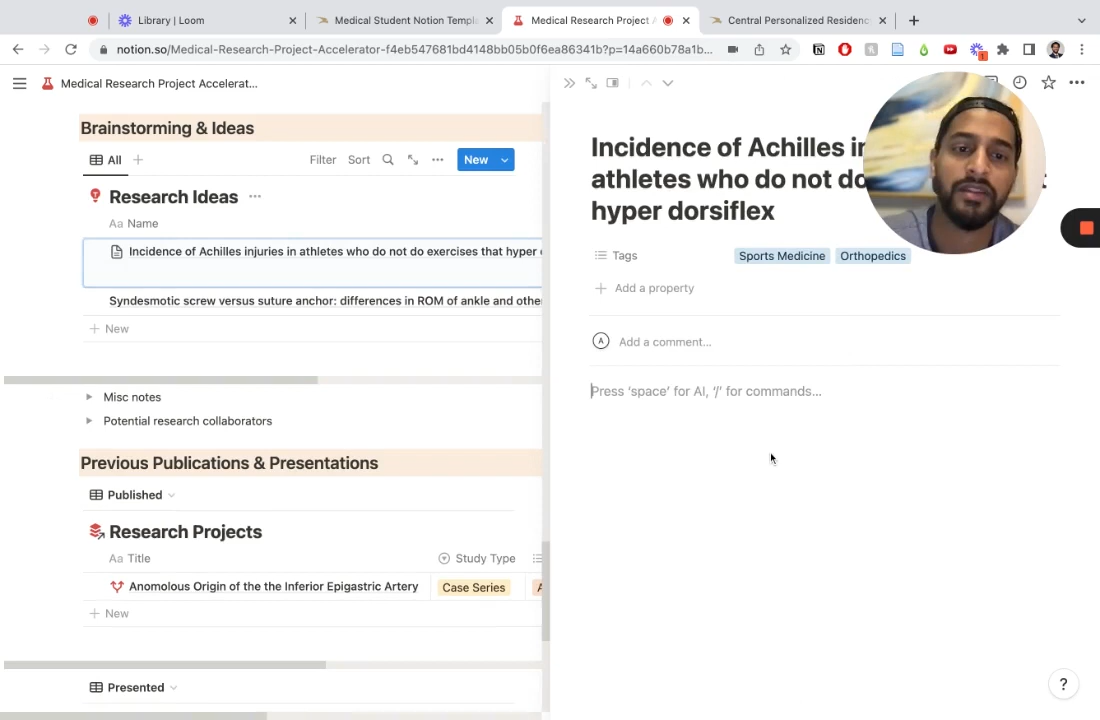 Library | Loom
Medical Student Notion Templ
Medical Research Project A
Central Personalized Residenc
notion.so/Medical-Research-Project-Accelerator-f4eb547681bd4148bb05b0f6ea86341b?p=14a660b78a1b...
1
Medical Research Project Accelerat...
Brainstorming & Ideas
All
Filter
Sort
New
Research Ideas
Aa Name
Incidence of Achilles injuries in athletes who do not do exercises that hyper
Syndesmotic screw versus suture anchor: differences in ROM of ankle and othe
+ New
Misc notes
Potential research collaborators
Previous Publications & Presentations
Published
Research Projects
Aa Title
Study Type
Anomolous Origin of the the Inferior Epigastric Artery
Case Series
A
+ New
Presented
Incidence of Achilles in
athletes who do not do
hyper dorsiflex
Tags
Sports Medicine
Orthopedics
+ Add a property
A
Add a comment...
Press ‘space’ for AI, ‘/’ for commands...
?